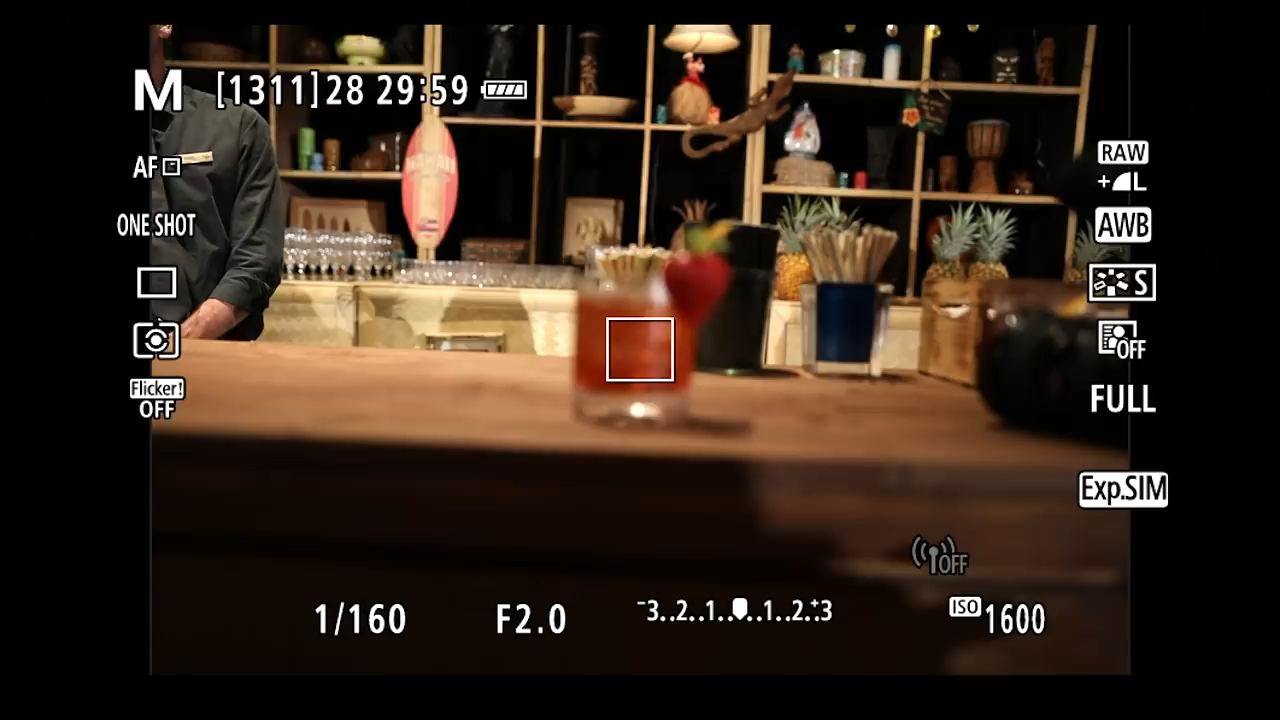 M [1311]28 29:59
AF
ONE SHOT
Flicker!
OFF
RAW
+L
AWB
S
OFF
FULL
Exp.SIM
OFF
1/160 F2.0 -3..2..1...1..2..+3 ISO 1600
HAWAII